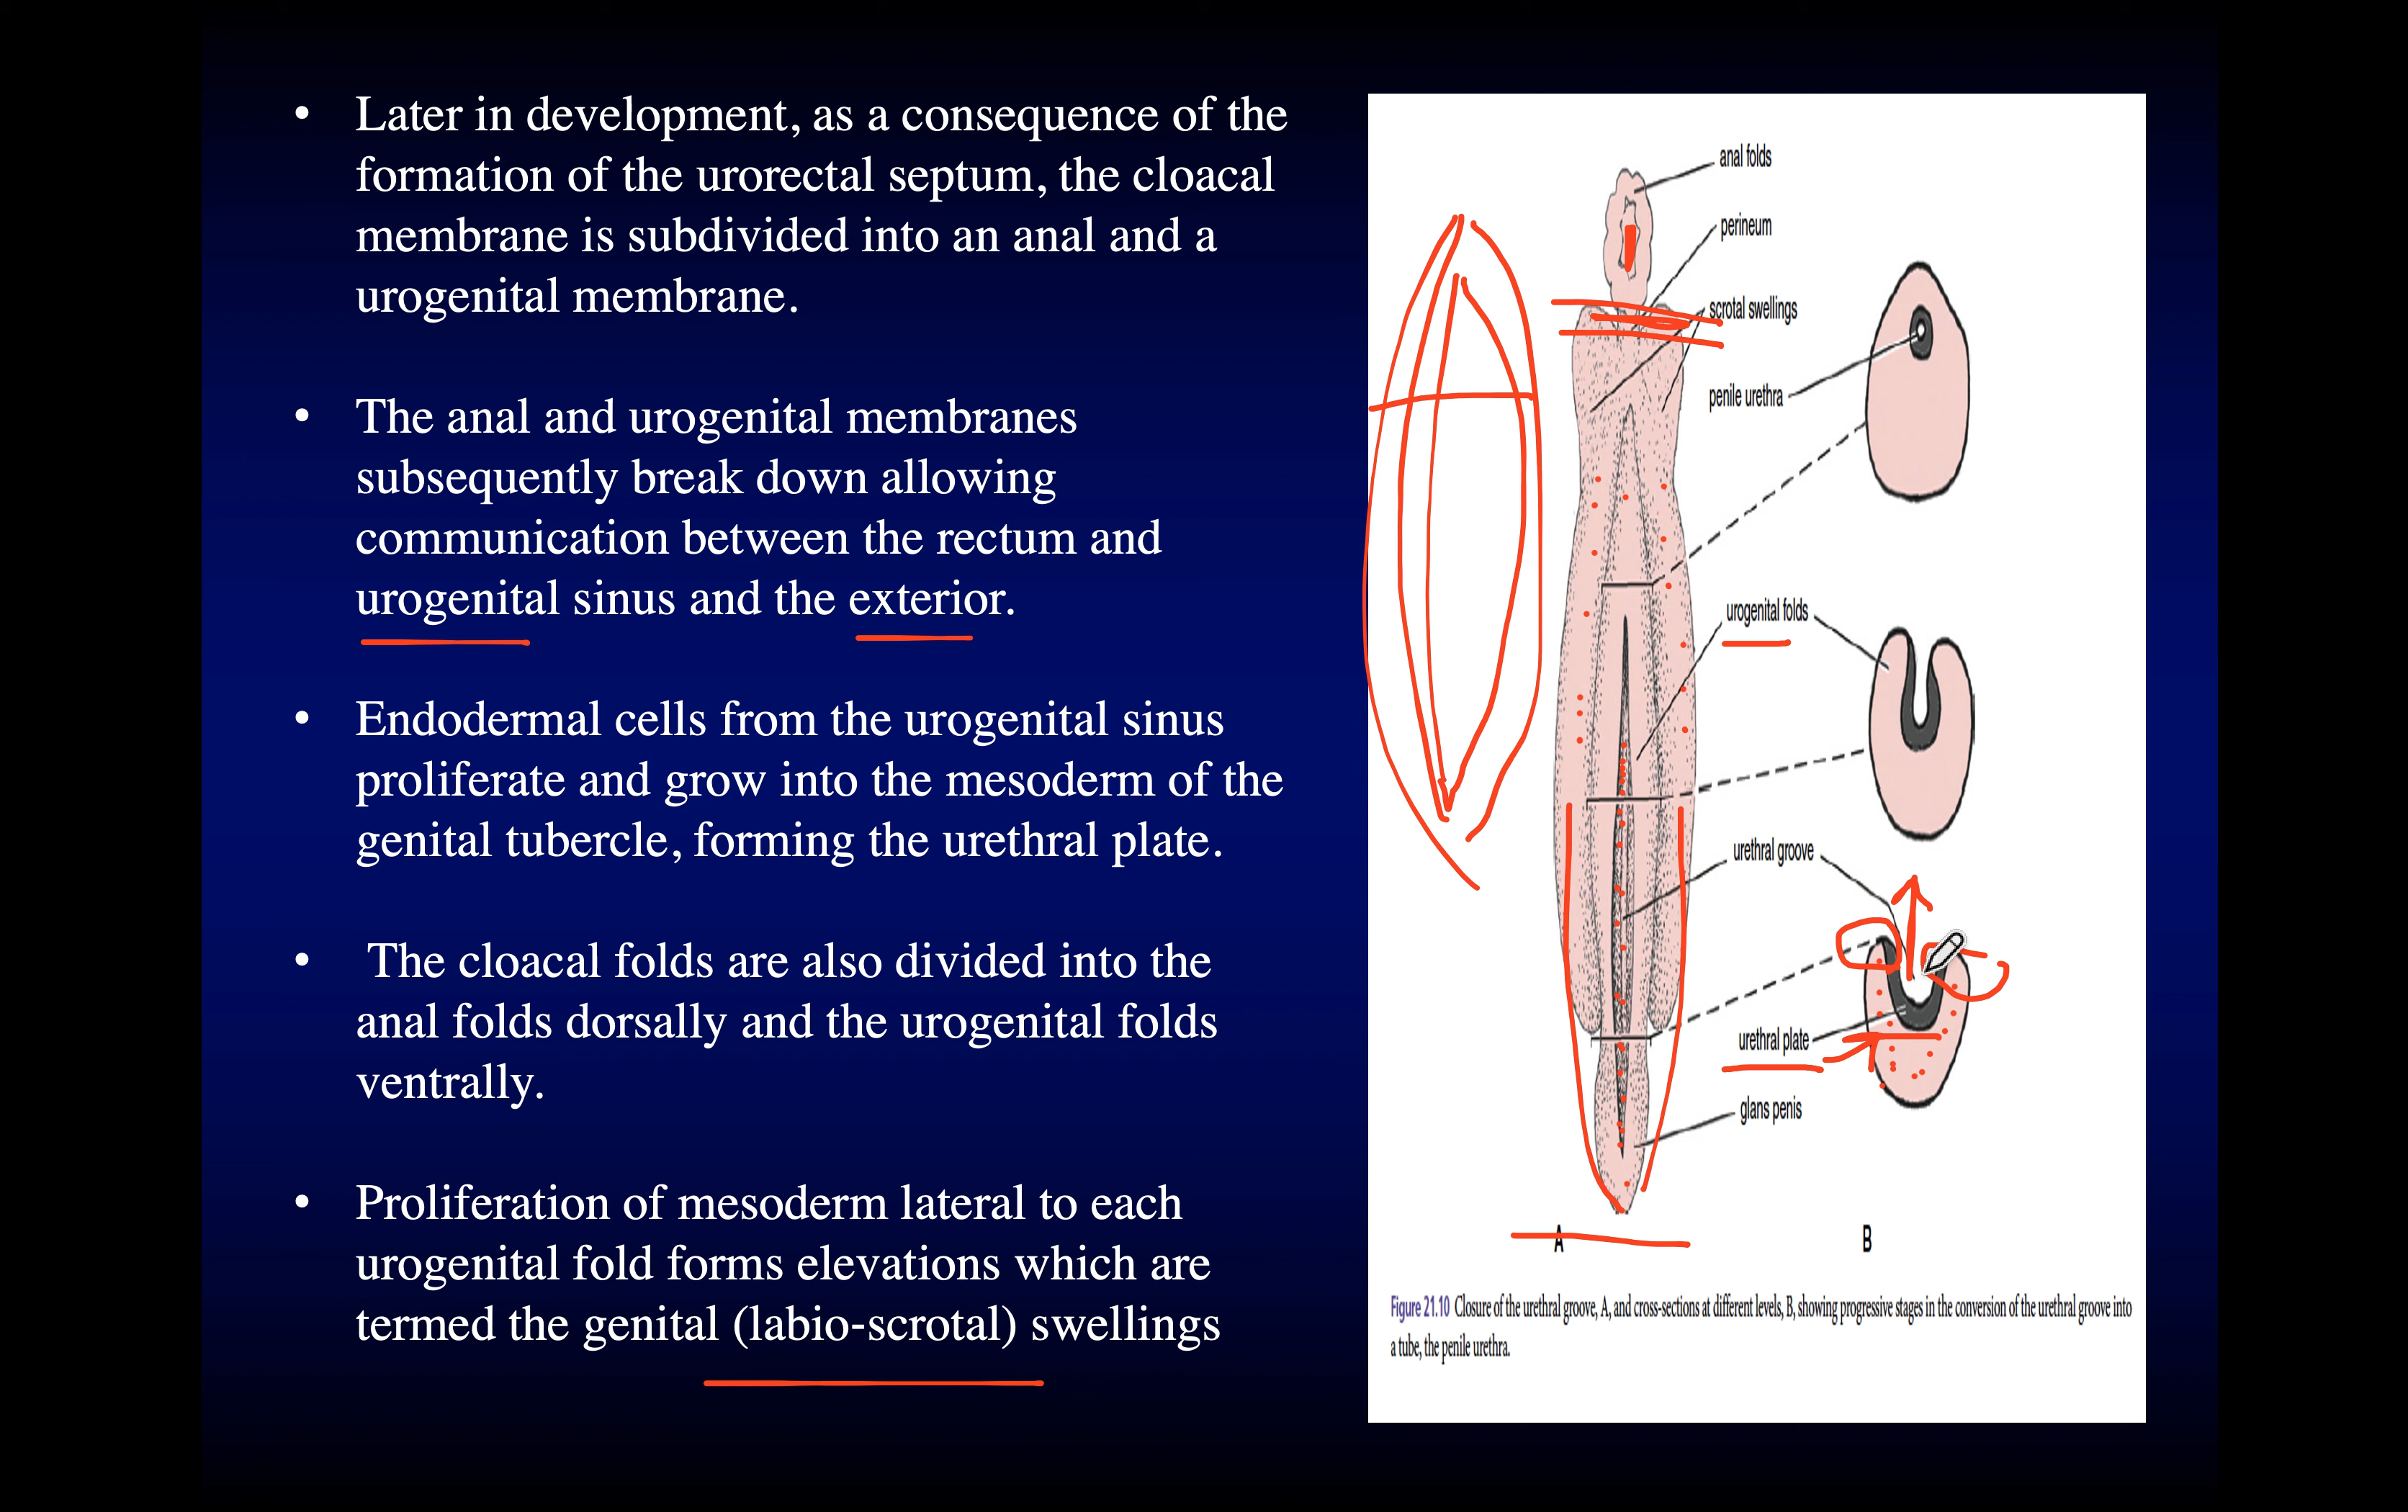 • Later in development, as a consequence of the
formation of the urorectal septum, the cloacal
membrane is subdivided into an anal and a
urogenital membrane.
• The anal and urogenital membranes
subsequently break down allowing
communication between the rectum and
urogenital sinus and the exterior.
• Endodermal cells from the urogenital sinus
proliferate and grow into the mesoderm of the
genital tubercle, forming the urethral plate.
• The cloacal folds are also divided into the
anal folds dorsally and the urogenital folds
ventrally.
• Proliferation of mesoderm lateral to each
urogenital fold forms elevations which are
termed the genital (labio-scrotal) swellings
anal folds
perineum
scrotal swellings
penile urethra
urogenital folds
urethral groove
urethral plate
glans penis
A
B
Figure 21.10 Closure of the urethral groove, A, and cross-sections at different levels, B, showing progressive stages in the conversion of the urethral groove into
a tube, the penile urethra.